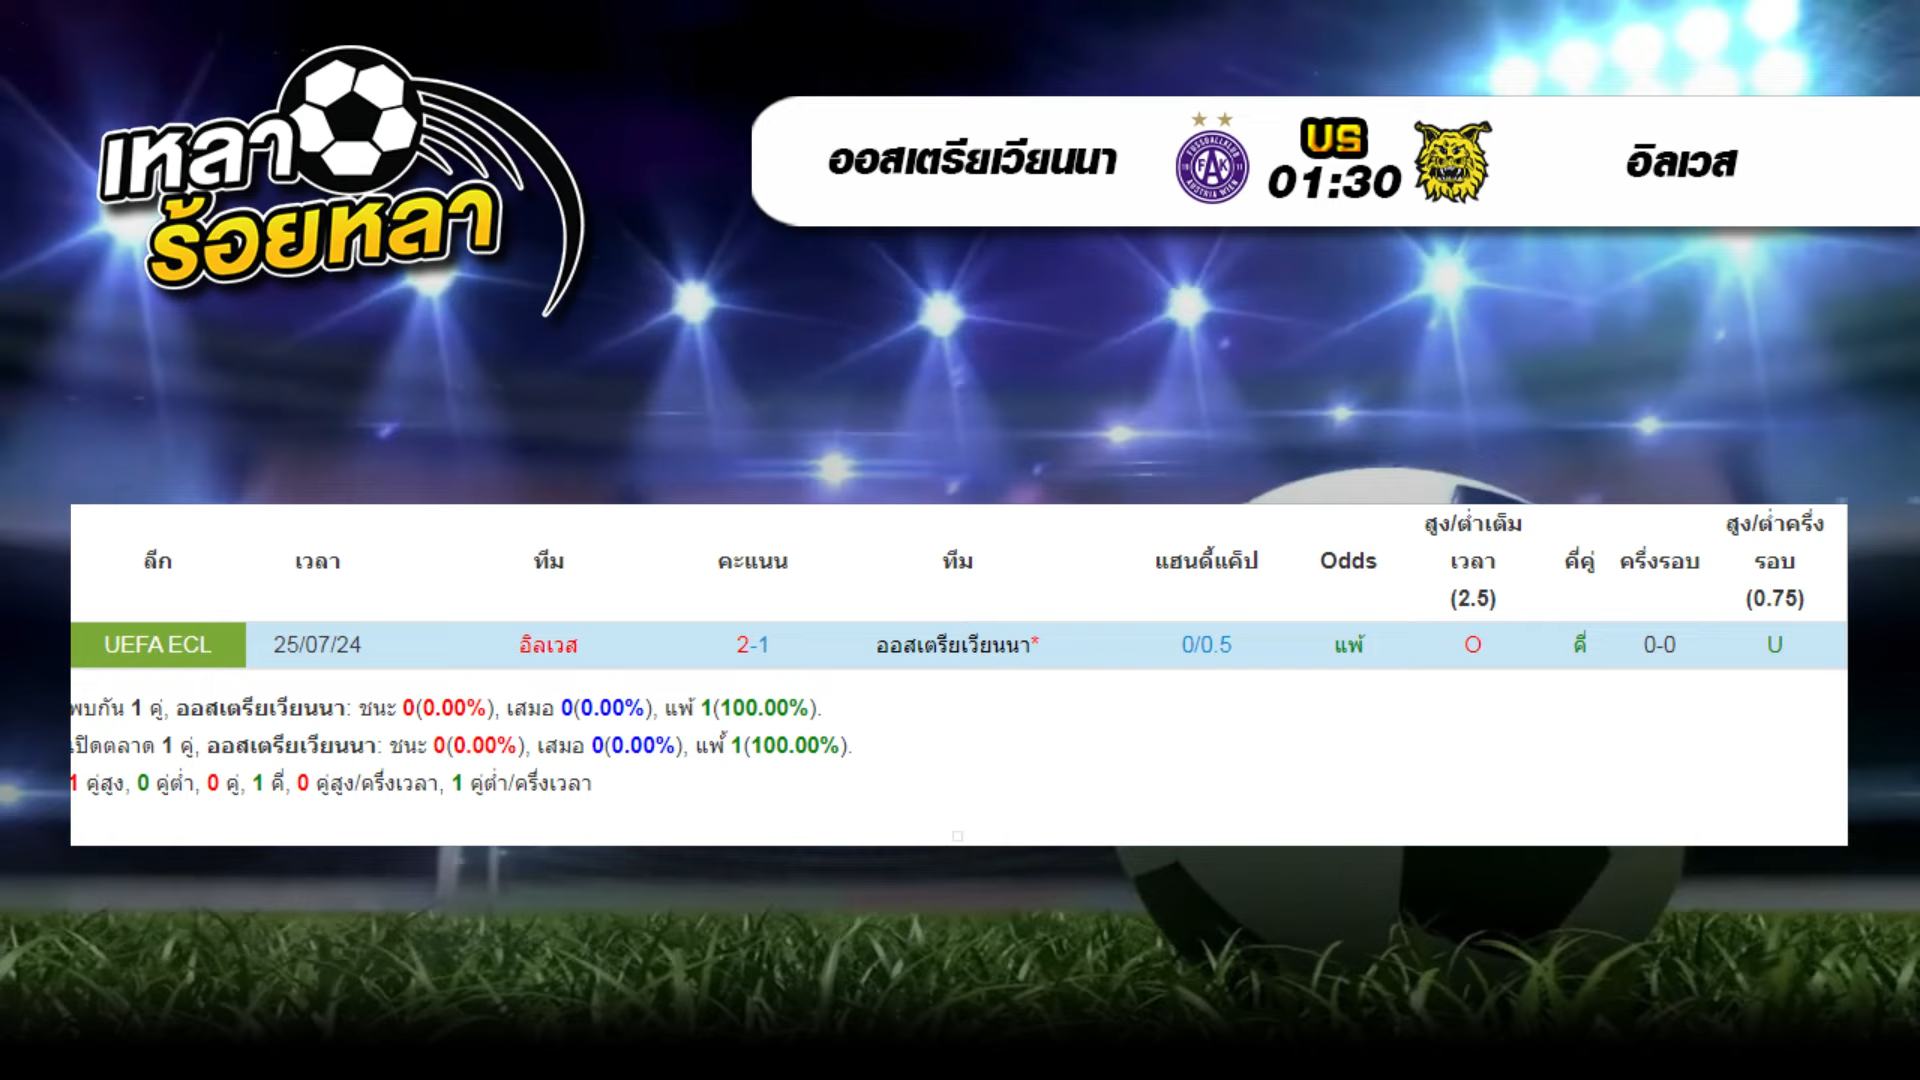 เหลา
ร้อยหลา
ออสเตรียเวียนนา
VS
01:30
อิลเวส
FUSSBALLKLUB
FAK
AUSTRIA WIEN
ลีก เวลา ทีม คะแนน ทีม แฮนดี้แค็ป Odds สูง/ต่ำเต็มเวลา (2.5) คี่คู่ ครึ่งรอบ สูง/ต่ำครึ่งรอบ (0.75)
UEFA ECL 25/07/24 อิลเวส 2-1 ออสเตรียเวียนนา* 0/0.5 แพ้ O คี่ 0-0 U
พบกัน 1 คู่, ออสเตรียเวียนนา: ชนะ 0(0.00%), เสมอ 0(0.00%), แพ้ 1(100.00%).
เปิดตลาด 1 คู่, ออสเตรียเวียนนา: ชนะ 0(0.00%), เสมอ 0(0.00%), แพ้ 1(100.00%).
1 คู่สูง, 0 คู่ต่ำ, 0 คู่, 1 คี่, 0 คู่สูง/ครึ่งเวลา, 1 คู่ต่ำ/ครึ่งเวลา